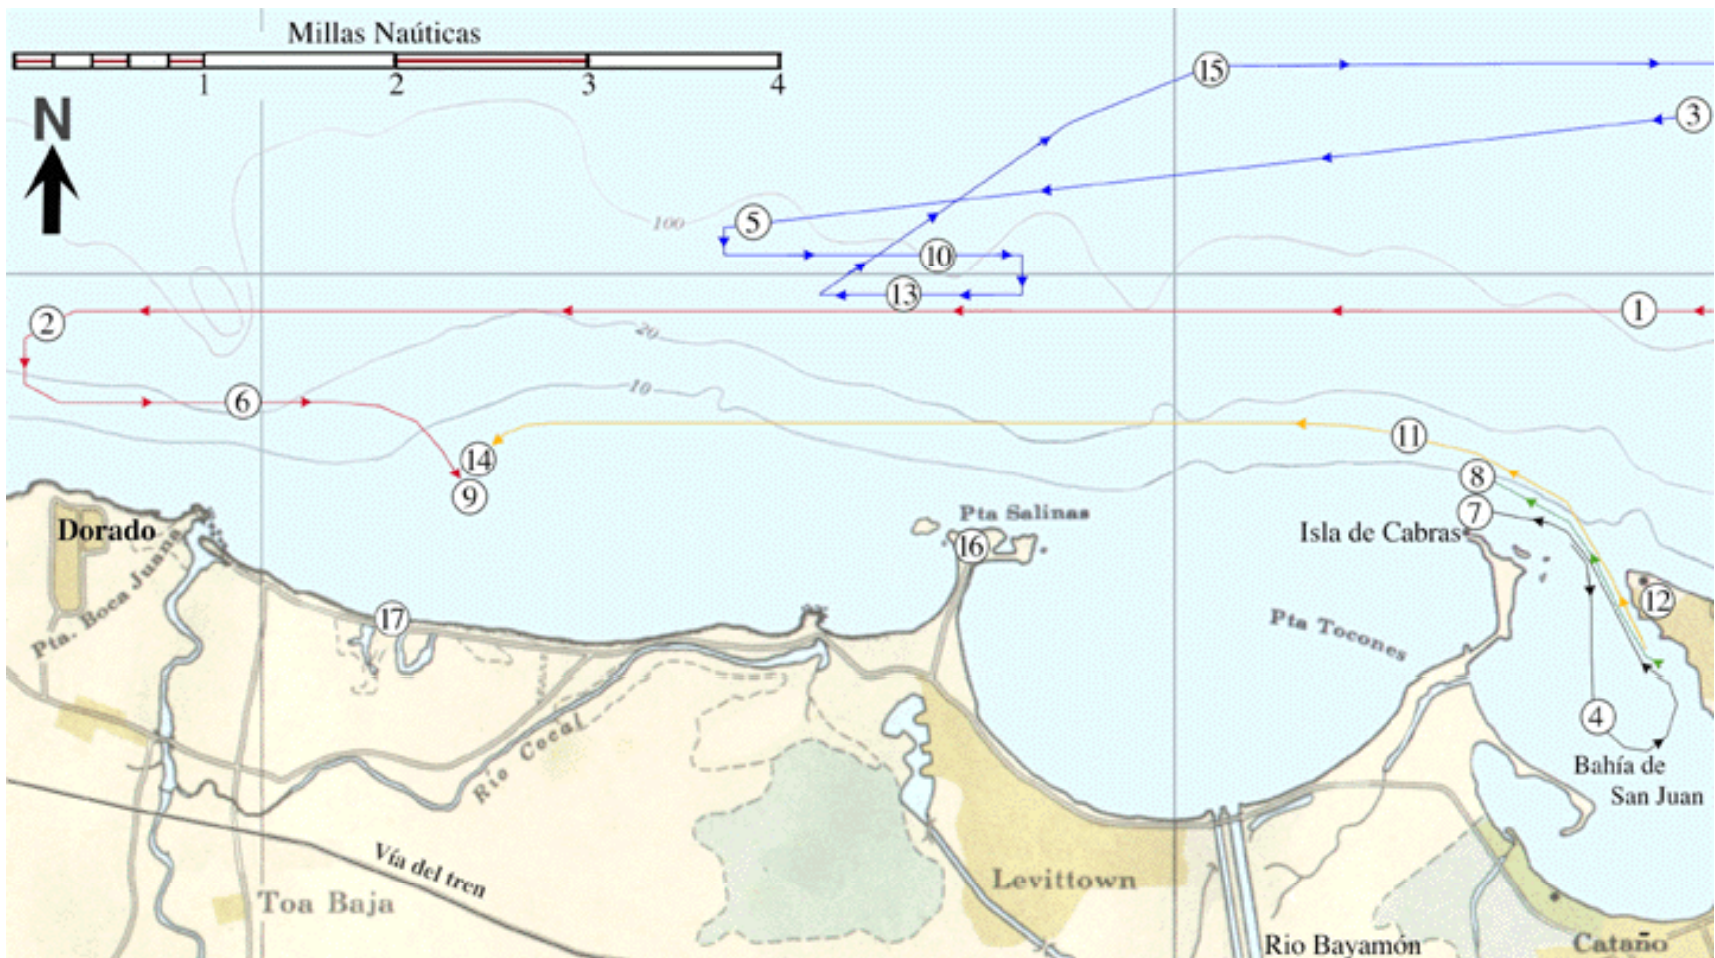 Millas Naúticas
1 2 3 4
N
15
3
5
100
10
13
1
2
20
10
6
11
14
8
9
7
Pta Salinas
Isla de Cabras
Dorado
16
12
Pta. Boca Juana
17
Pta Tocones
4
Río Cocal
Bahía de
San Juan
Vía del tren
Levittown
Toa Baja
Rio Bayamón
Cataño